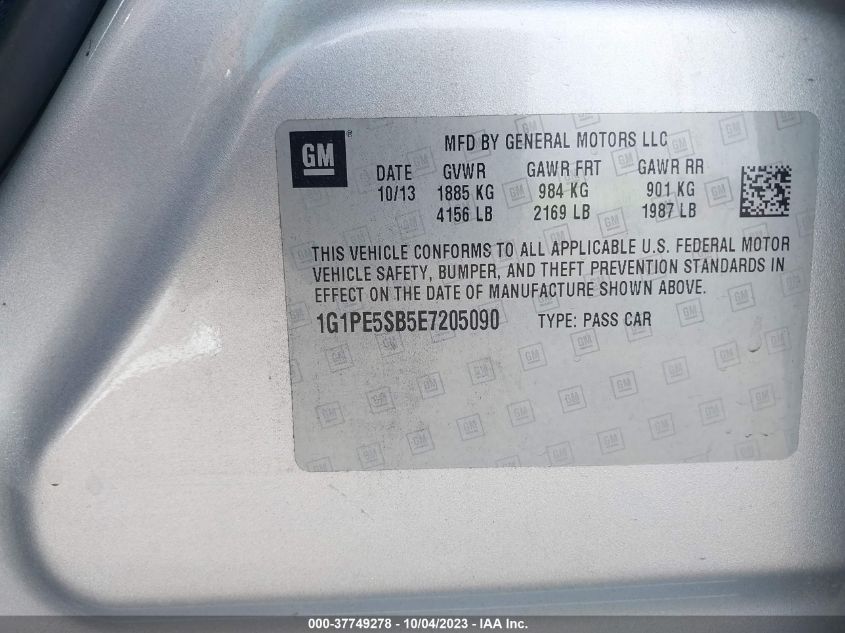 GM ®
MFD BY GENERAL MOTORS LLC
DATE GVWR GAWR FRT GAWR RR
10/13 1885 KG 984 KG 901 KG
4156 LB 2169 LB 1987 LB
THIS VEHICLE CONFORMS TO ALL APPLICABLE U.S. FEDERAL MOTOR
VEHICLE SAFETY, BUMPER, AND THEFT PREVENTION STANDARDS IN
EFFECT ON THE DATE OF MANUFACTURE SHOWN ABOVE.
1G1PE5SB5E7205090 TYPE: PASS CAR
000-37749278 - 10/04/2023 - IAA Inc.